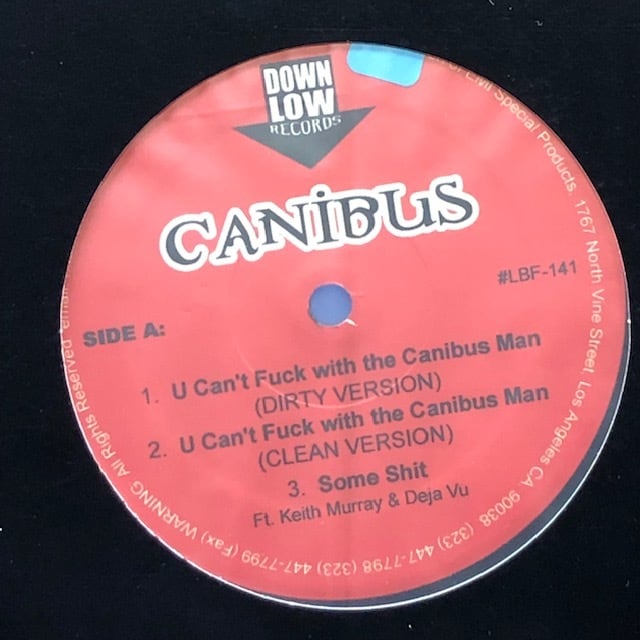 DOWN
LOW
RECORDS
CANIBUS
#LBF-141
SIDE A:
1. U Can't Fuck with the Canibus Man
(DIRTY VERSION)
2. U Can't Fuck with the Canibus Man
(CLEAN VERSION)
3. Some Shit
Ft. Keith Murray & Deja Vu
EMI Special Products, 1767 North Vine Street, Los Angeles CA. 90038 (323) 447-7798 (323) 447-7799 (Fax) WARNING All Rights Reserved